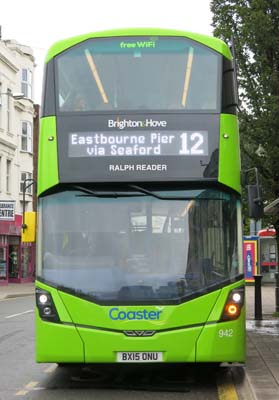 free WiFi
Brighton&Hove
Eastbourne Pier
via Seaford
12
RALPH READER
Coaster
942
BX15 ONU